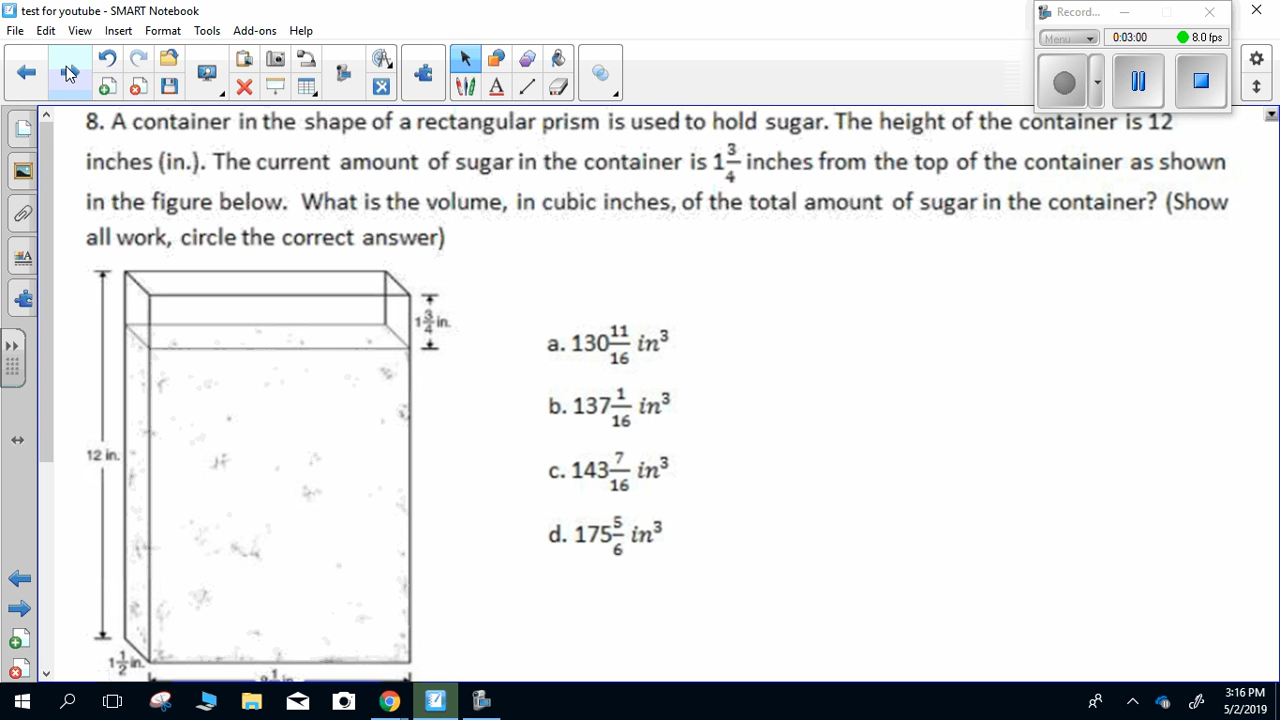 test for youtube - SMART Notebook
Record...
File Edit View Insert Format Tools Add-ons Help
Menu 0:03:00 8.0 fps
8. A container in the shape of a rectangular prism is used to hold sugar. The height of the container is 12
inches (in.). The current amount of sugar in the container is 1 3/4 inches from the top of the container as shown
in the figure below. What is the volume, in cubic inches, of the total amount of sugar in the container? (Show
all work, circle the correct answer)
1 3/4 in.
a. 130 11/16 in³
b. 137 1/16 in³
12 in.
c. 143 7/16 in³
d. 175 5/6 in³
1 1/2 in.
3:16 PM
5/2/2019